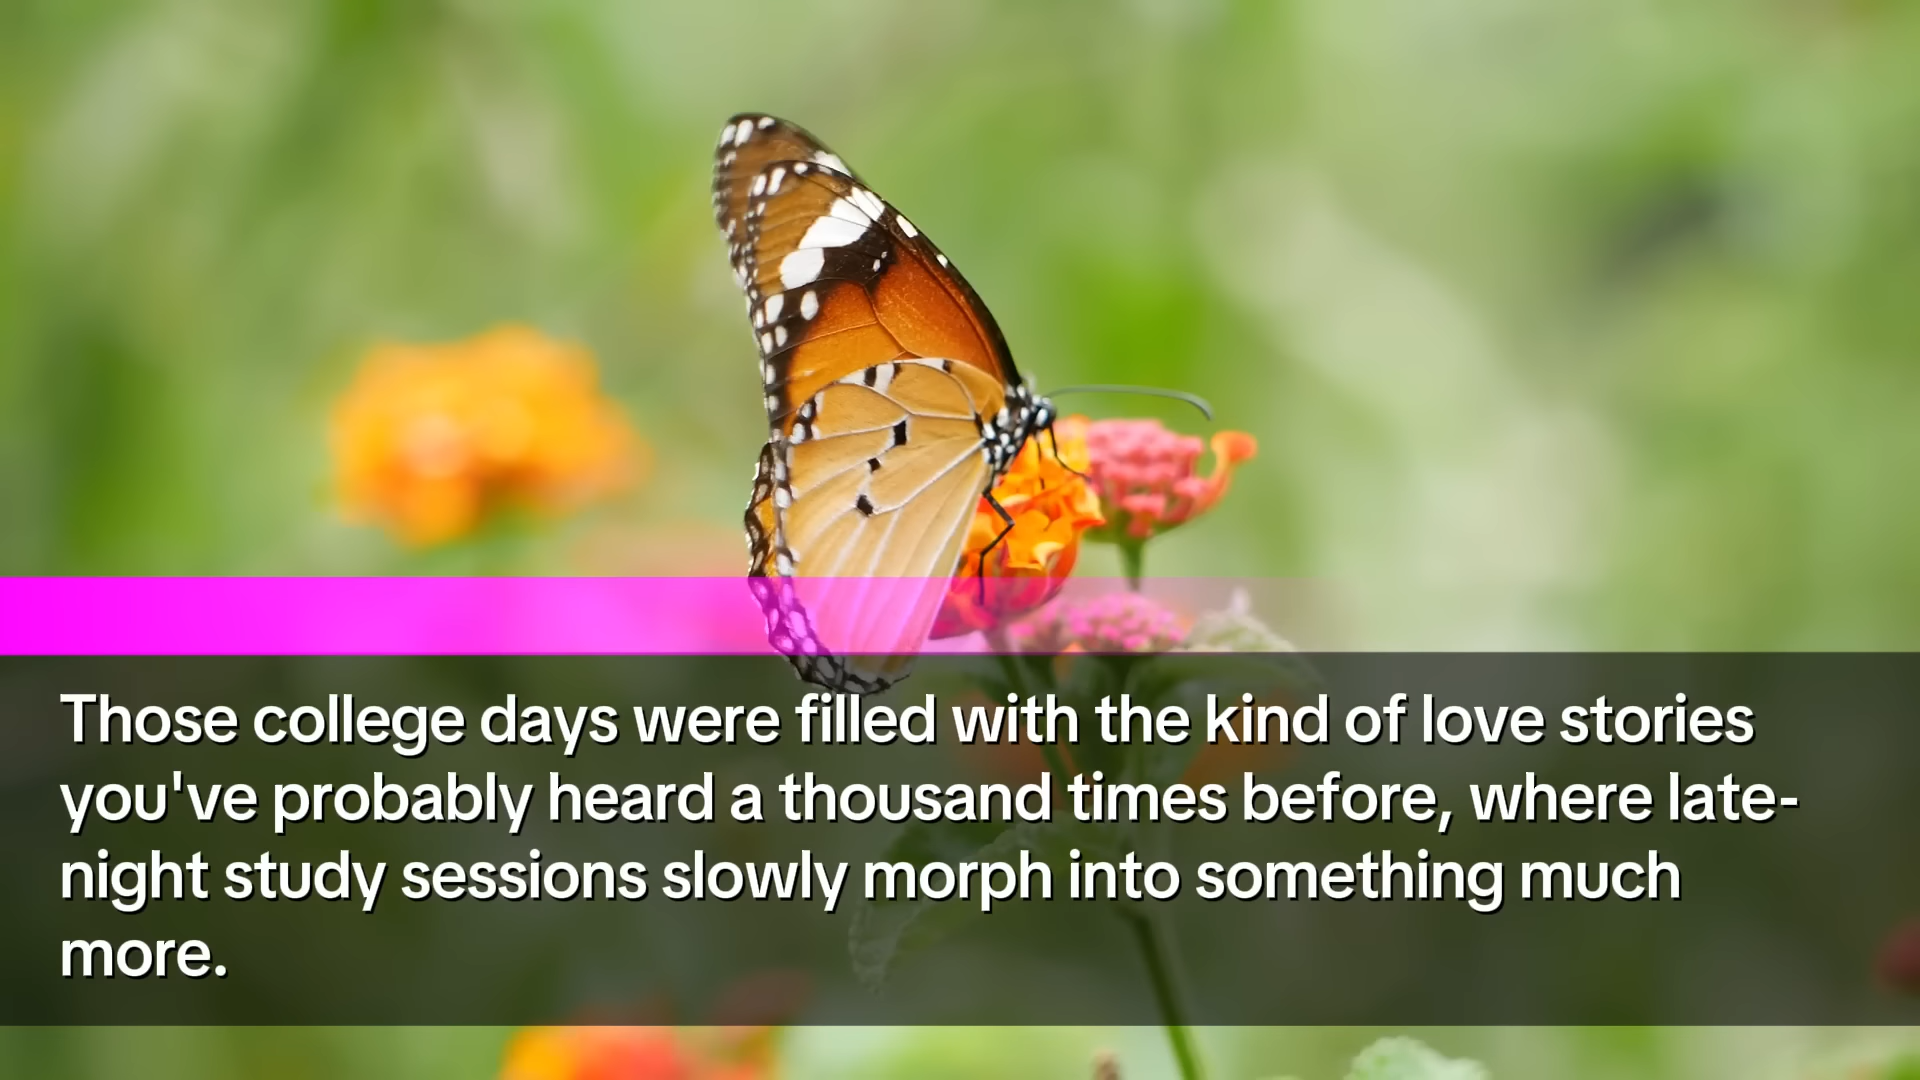 Those college days were filled with the kind of love stories
you've probably heard a thousand times before, where late-
night study sessions slowly morph into something much
more.